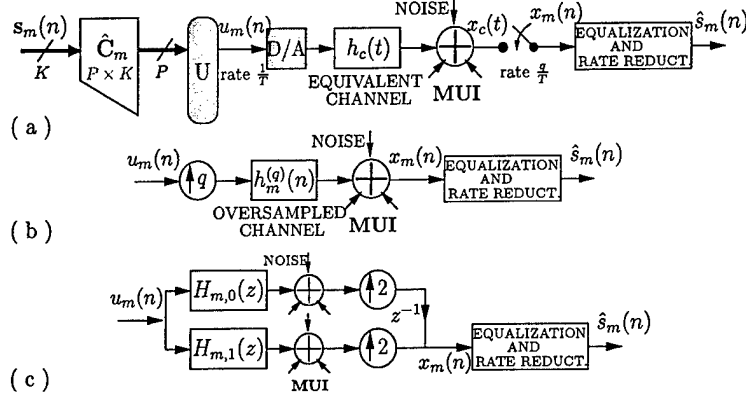 NOISE
s_m(n) Ĉ_m u_m(n) x_c(t) x_m(n) ŝ_m(n)
K P × K P U D/A h_c(t) EQUALIZATION
AND
RATE REDUCT.
rate 1/T EQUIVALENT
CHANNEL MUI rate q/T
( a )
NOISE
u_m(n) ↑q h_m^(q)(n) x_m(n) EQUALIZATION
AND
RATE REDUCT. ŝ_m(n)
OVERSAMPLED
CHANNEL MUI
( b )
NOISE
u_m(n) H_{m,0}(z) ↑2
z^{-1}
H_{m,1}(z) ↑2 x_m(n) EQUALIZATION
AND
RATE REDUCT. ŝ_m(n)
MUI
( c )